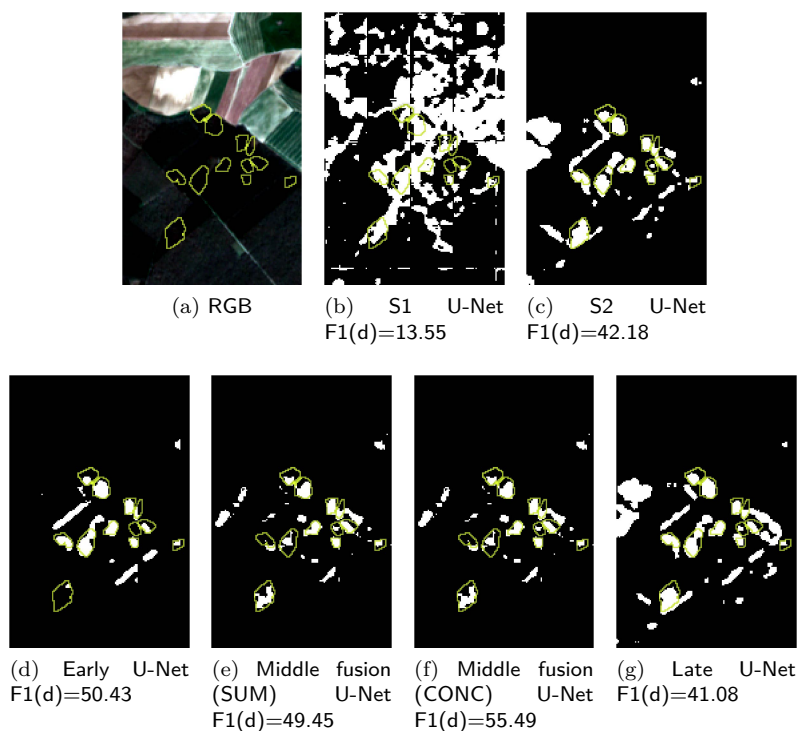 (a) RGB
(b) S1 U-Net
F1(d)=13.55
(c) S2 U-Net
F1(d)=42.18
(d) Early U-Net
F1(d)=50.43
(e) Middle fusion
(SUM) U-Net
F1(d)=49.45
(f) Middle fusion
(CONC) U-Net
F1(d)=55.49
(g) Late U-Net
F1(d)=41.08